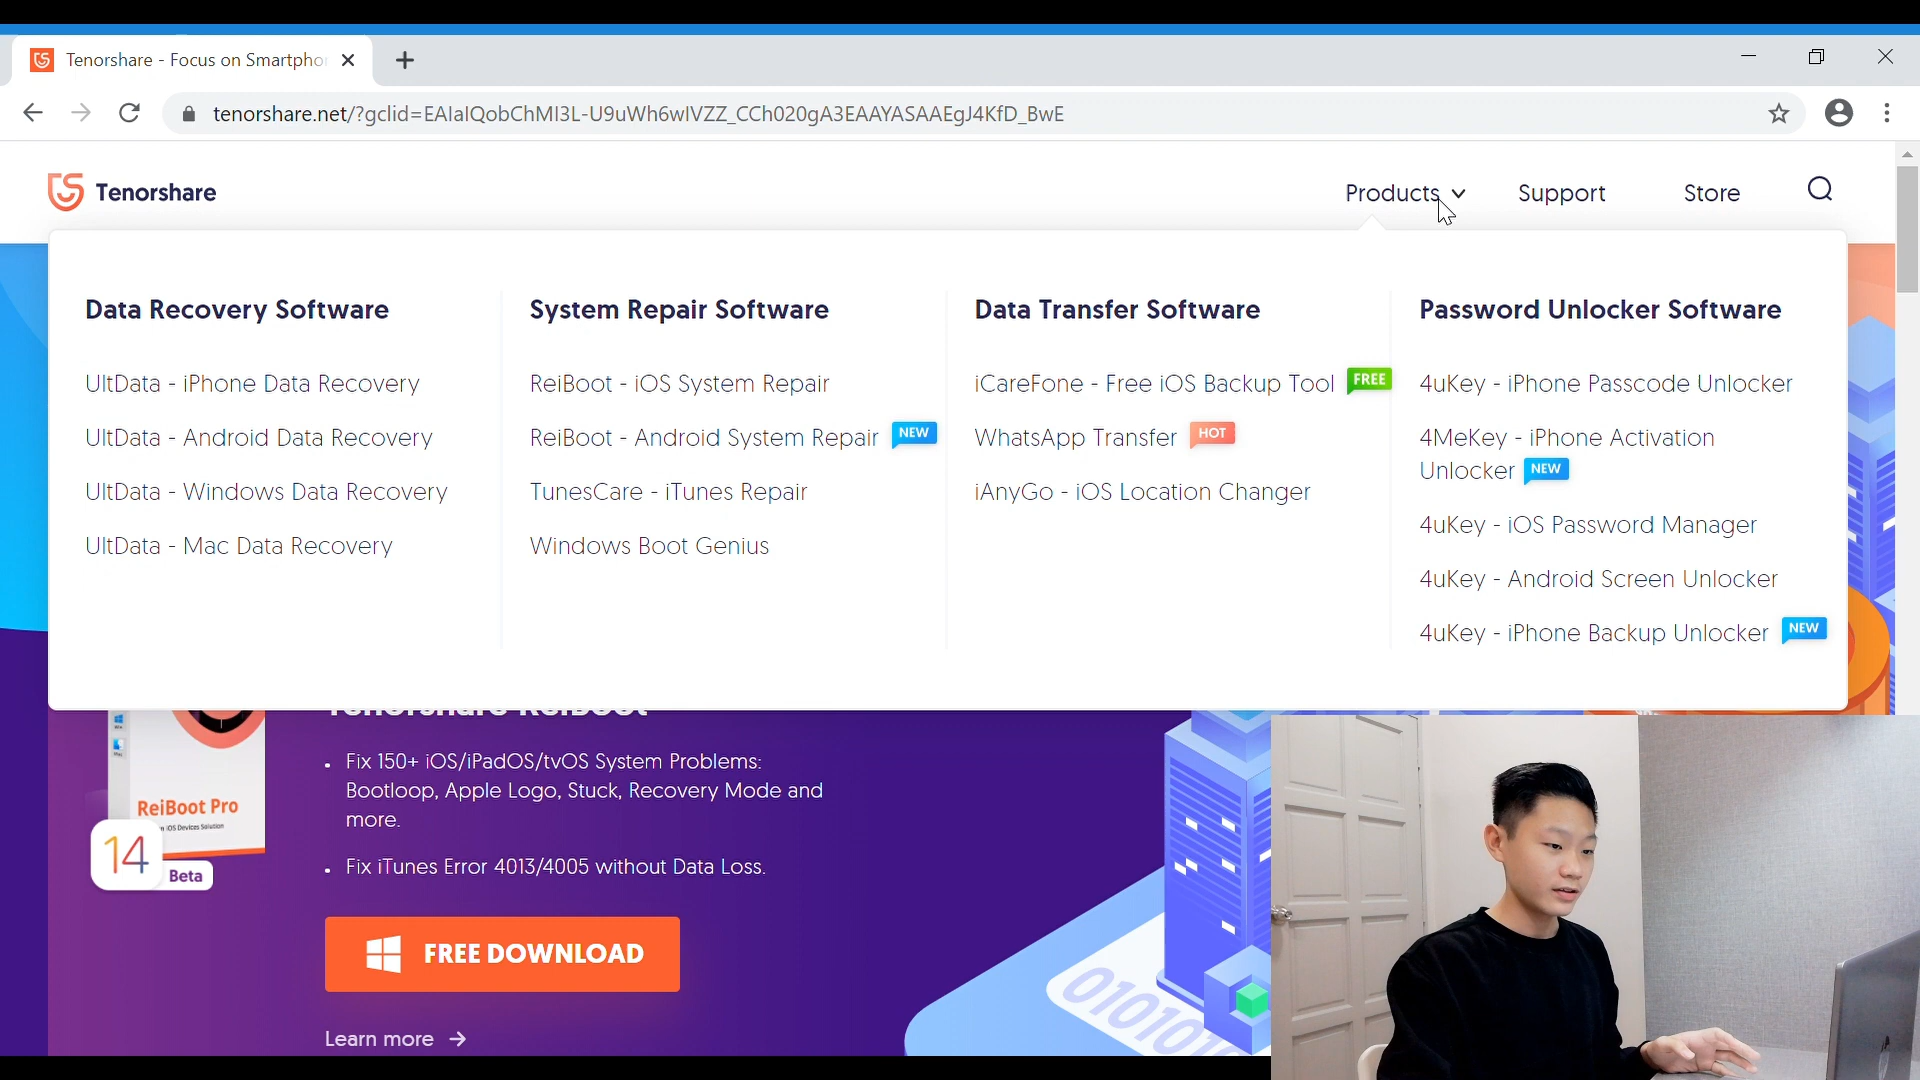 Tenorshare - Focus on Smartpho
tenorshare.net/?gclid=EAIaIQobChMI3L-U9uWh6wIVZZ_CCh020gA3EAAYASAAEgJ4KfD_BwE
Tenorshare
Products
Support
Store
Data Recovery Software
UltData - iPhone Data Recovery
UltData - Android Data Recovery
UltData - Windows Data Recovery
UltData - Mac Data Recovery
System Repair Software
ReiBoot - iOS System Repair
ReiBoot - Android System Repair NEW
TunesCare - iTunes Repair
Windows Boot Genius
Data Transfer Software
iCareFone - Free iOS Backup Tool FREE
WhatsApp Transfer HOT
iAnyGo - iOS Location Changer
Password Unlocker Software
4uKey - iPhone Passcode Unlocker
4MeKey - iPhone Activation
Unlocker NEW
4uKey - iOS Password Manager
4uKey - Android Screen Unlocker
4uKey - iPhone Backup Unlocker NEW
Tenorshare ReiBoot
Fix 150+ iOS/iPadOS/tvOS System Problems:
Bootloop, Apple Logo, Stuck, Recovery Mode and
more.
Fix iTunes Error 4013/4005 without Data Loss.
ReiBoot Pro
iOS Devices Solution
14
Beta
FREE DOWNLOAD
Learn more
010101